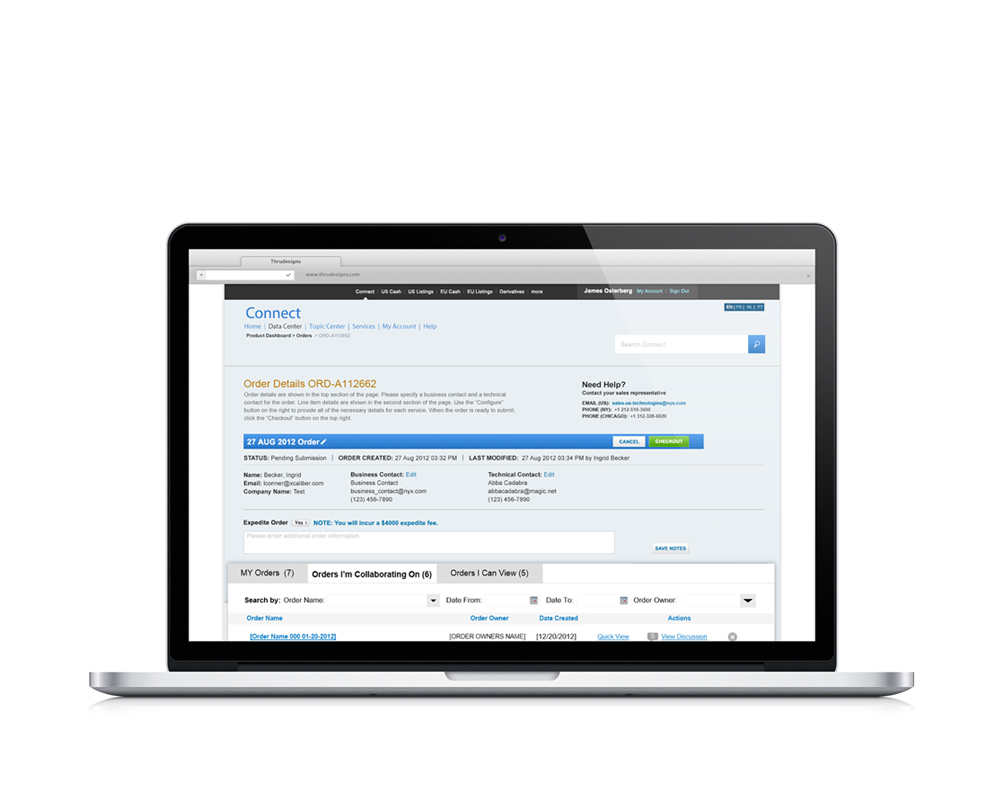 Thrudesigns
www.thrudesigns.com
Connect | US Cash | US Listings | EU Cash | EU Listings | Derivatives | more
James Osterberg My Account | Sign Out
EN | FR | NL | PT
Connect
Home | Data Center | Topic Center | Services | My Account | Help
Product Dashboard > Orders > ORD-A112662
Search Connect
Order Details ORD-A112662
Order details are shown in the top section of the page. Please specify a business contact and a technical
contact for the order. Line item details are shown in the second section of the page. Use the "Configure"
button on the right to provide all of the necessary details for each service. When the order is ready to submit,
click the "Checkout" button on the top right.
Need Help?
Contact your sales representative
EMAIL (US): sales-us.technologies@nyx.com
PHONE (NY): +1 212-510-3600
PHONE (CHICAGO): +1 312-320-6020
27 AUG 2012 Order
CANCEL
CHECKOUT
STATUS: Pending Submission | ORDER CREATED: 27 Aug 2012 03:32 PM | LAST MODIFIED: 27 Aug 2012 03:34 PM by Ingrid Becker
Name: Becker, Ingrid
Email: lconner@xcaliber.com
Company Name: Test
Business Contact: Edit
Business Contact
business_contact@nyx.com
(123) 456-7890
Technical Contact: Edit
Abba Cadabra
abbacadabra@magic.net
(123) 456-7890
Expedite Order Yes NOTE: You will incur a $4000 expedite fee.
Please enter additional order information
SAVE NOTES
MY Orders (7)
Orders I'm Collaborating On (6)
Orders I Can View (5)
Search by: Order Name: Date From: Date To: Order Owner:
Order Name Order Owner Date Created Actions
[Order Name 000 01-20-2012] [ORDER OWNERS NAME] [12/20/2012] Quick View View Discussion